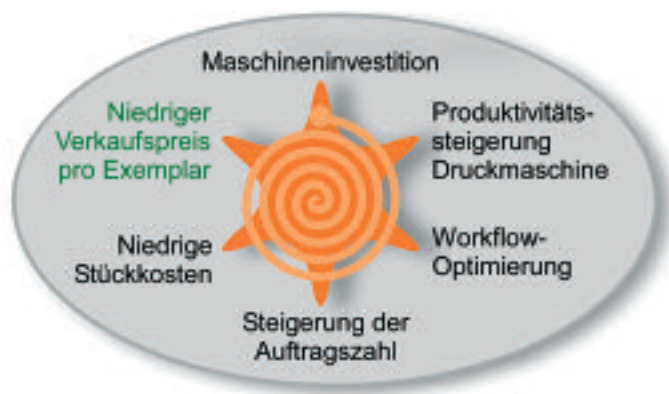 Maschineninvestition
Produktivitäts-
steigerung
Druckmaschine
Workflow-
Optimierung
Steigerung der
Auftragszahl
Niedrige
Stückkosten
Niedriger
Verkaufspreis
pro Exemplar